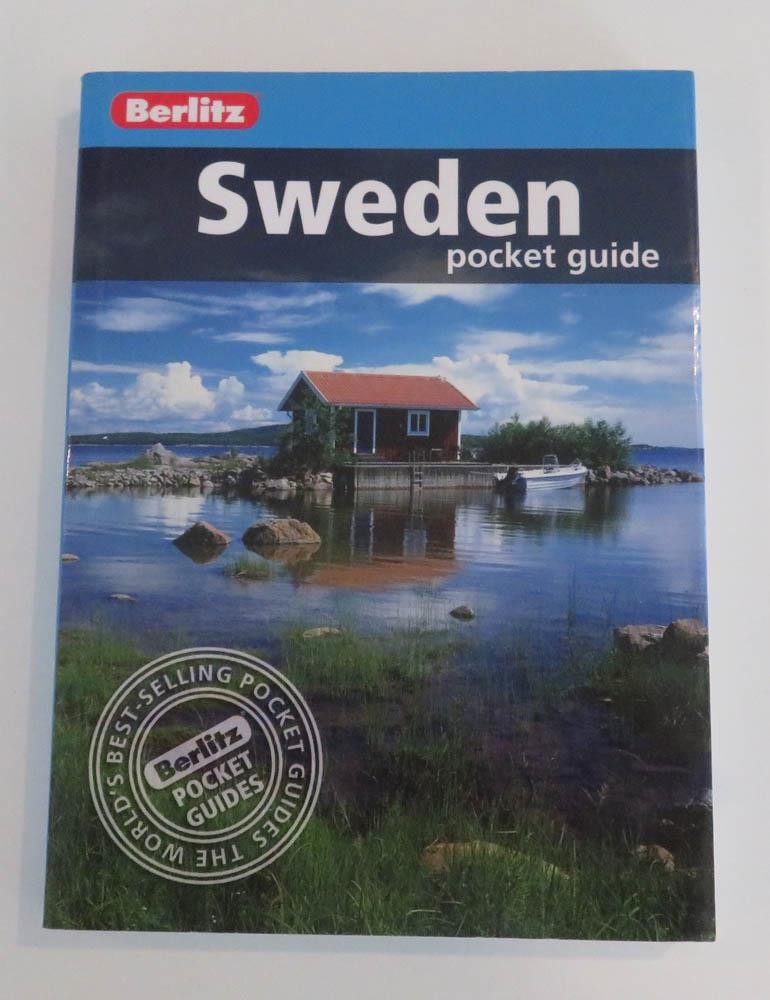 Berlitz
Sweden
pocket guide
THE WORLD'S BEST-SELLING POCKET GUIDES
Berlitz
POCKET
GUIDES